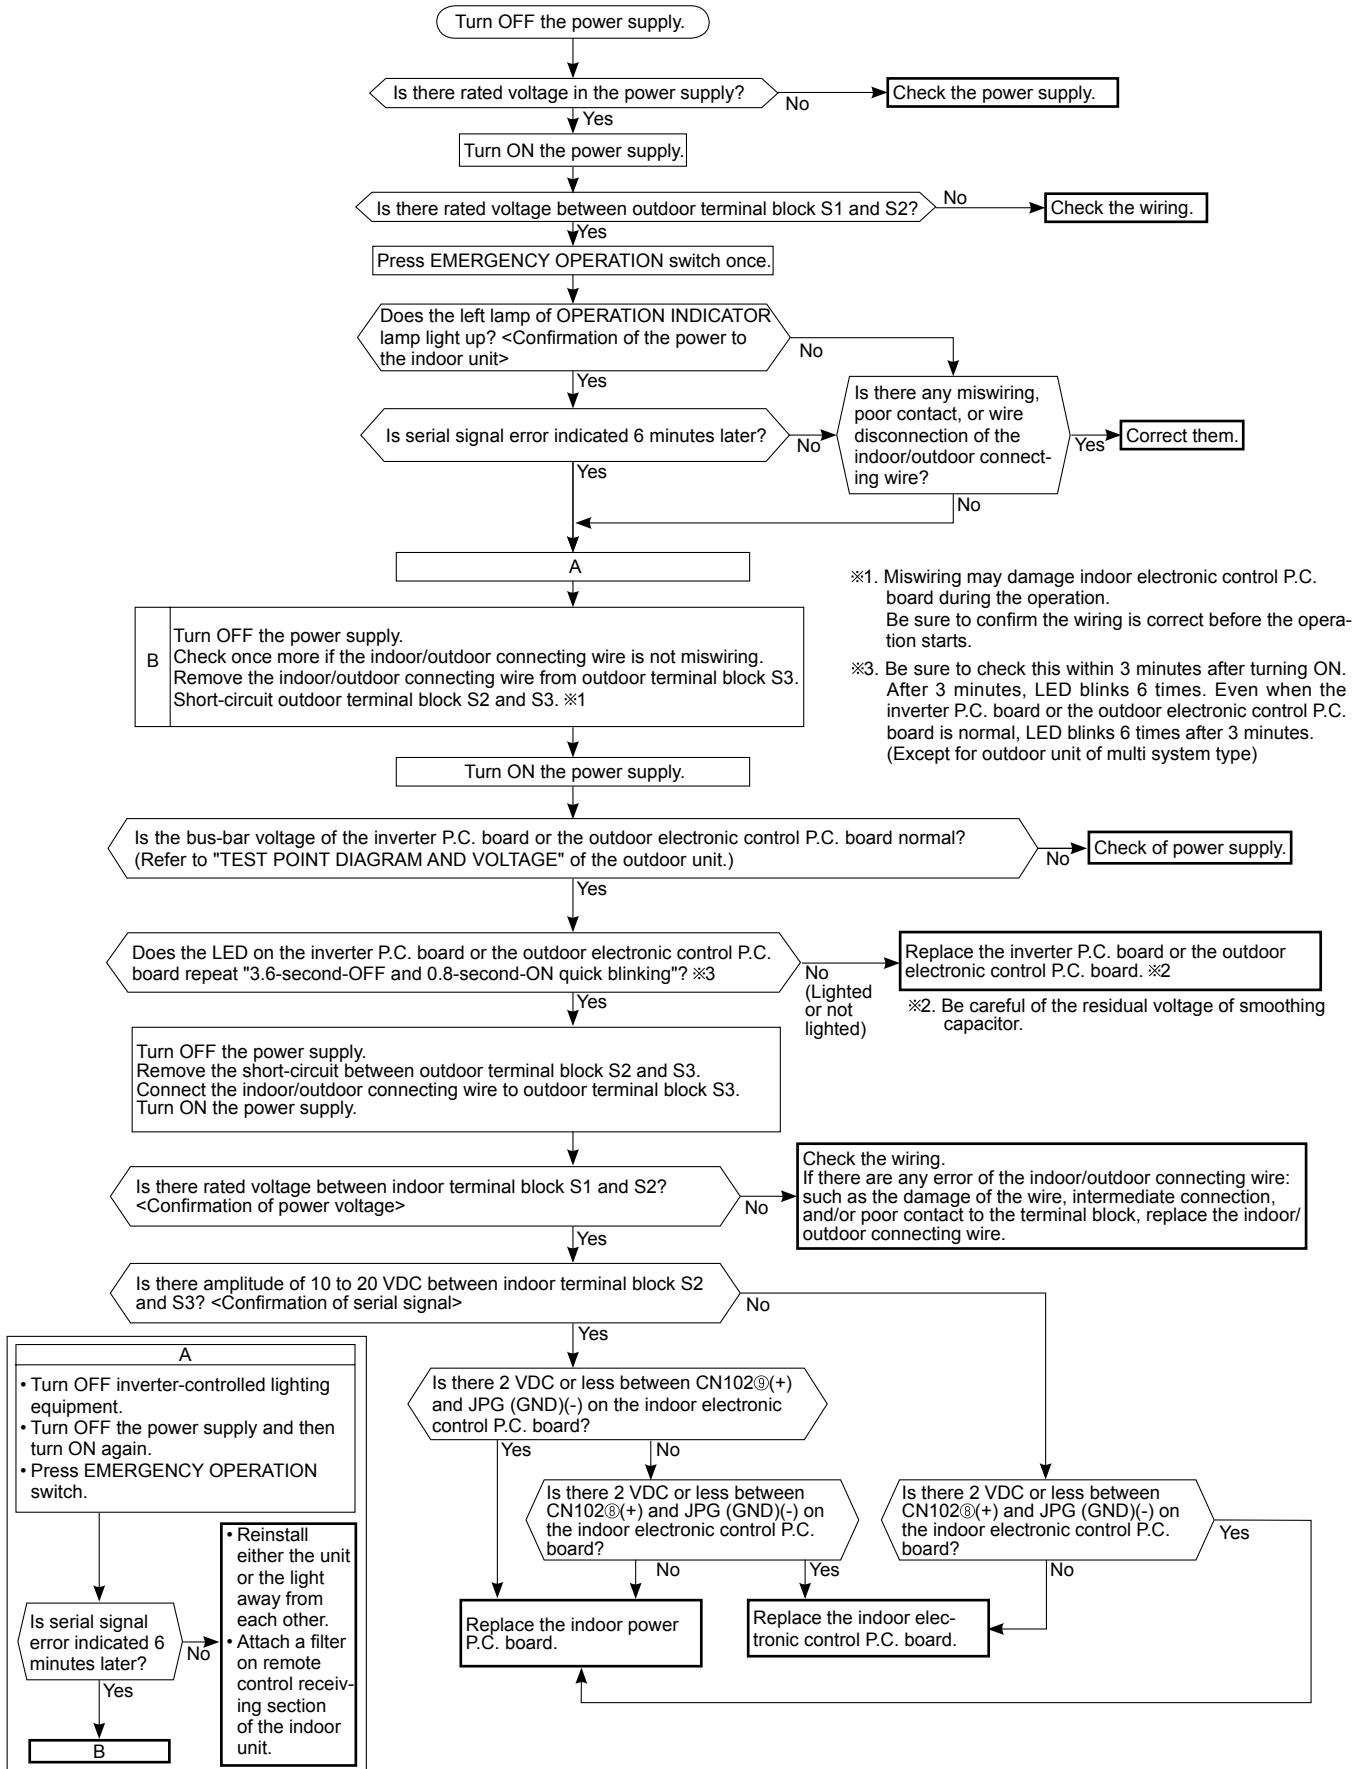 Turn OFF the power supply.
Is there rated voltage in the power supply?
No
Check the power supply.
Yes
Turn ON the power supply.
Is there rated voltage between outdoor terminal block S1 and S2?
No
Check the wiring.
Yes
Press EMERGENCY OPERATION switch once.
Does the left lamp of OPERATION INDICATOR
lamp light up? <Confirmation of the power to
the indoor unit>
No
Yes
Is there any miswiring,
poor contact, or wire
disconnection of the
indoor/outdoor connect-
ing wire?
Yes
Correct them.
No
Is serial signal error indicated 6 minutes later?
No
Yes
A
※1. Miswiring may damage indoor electronic control P.C.
board during the operation.
Be sure to confirm the wiring is correct before the opera-
tion starts.
※3. Be sure to check this within 3 minutes after turning ON.
After 3 minutes, LED blinks 6 times. Even when the
inverter P.C. board or the outdoor electronic control P.C.
board is normal, LED blinks 6 times after 3 minutes.
(Except for outdoor unit of multi system type)
B
Turn OFF the power supply.
Check once more if the indoor/outdoor connecting wire is not miswiring.
Remove the indoor/outdoor connecting wire from outdoor terminal block S3.
Short-circuit outdoor terminal block S2 and S3. ※1
Turn ON the power supply.
Is the bus-bar voltage of the inverter P.C. board or the outdoor electronic control P.C. board normal?
(Refer to "TEST POINT DIAGRAM AND VOLTAGE" of the outdoor unit.)
No
Check of power supply.
Yes
Does the LED on the inverter P.C. board or the outdoor electronic control P.C.
board repeat "3.6-second-OFF and 0.8-second-ON quick blinking"? ※3
No
(Lighted
or not
lighted)
Replace the inverter P.C. board or the outdoor
electronic control P.C. board. ※2
※2. Be careful of the residual voltage of smoothing
capacitor.
Yes
Turn OFF the power supply.
Remove the short-circuit between outdoor terminal block S2 and S3.
Connect the indoor/outdoor connecting wire to outdoor terminal block S3.
Turn ON the power supply.
Is there rated voltage between indoor terminal block S1 and S2?
<Confirmation of power voltage>
No
Check the wiring.
If there are any error of the indoor/outdoor connecting wire:
such as the damage of the wire, intermediate connection,
and/or poor contact to the terminal block, replace the indoor/
outdoor connecting wire.
Yes
Is there amplitude of 10 to 20 VDC between indoor terminal block S2
and S3? <Confirmation of serial signal>
No
Yes
Is there 2 VDC or less between CN102⑨(+)
and JPG (GND)(-) on the indoor electronic
control P.C. board?
Yes
No
Is there 2 VDC or less between
CN102⑧(+) and JPG (GND)(-) on
the indoor electronic control P.C.
board?
No
Yes
Is there 2 VDC or less between
CN102⑧(+) and JPG (GND)(-) on
the indoor electronic control P.C.
board?
Yes
No
Replace the indoor power
P.C. board.
Replace the indoor elec-
tronic control P.C. board.
A
• Turn OFF inverter-controlled lighting
equipment.
• Turn OFF the power supply and then
turn ON again.
• Press EMERGENCY OPERATION
switch.
Is serial signal
error indicated 6
minutes later?
No
Yes
B
• Reinstall
either the unit
or the light
away from
each other.
• Attach a filter
on remote
control receiv-
ing section
of the indoor
unit.